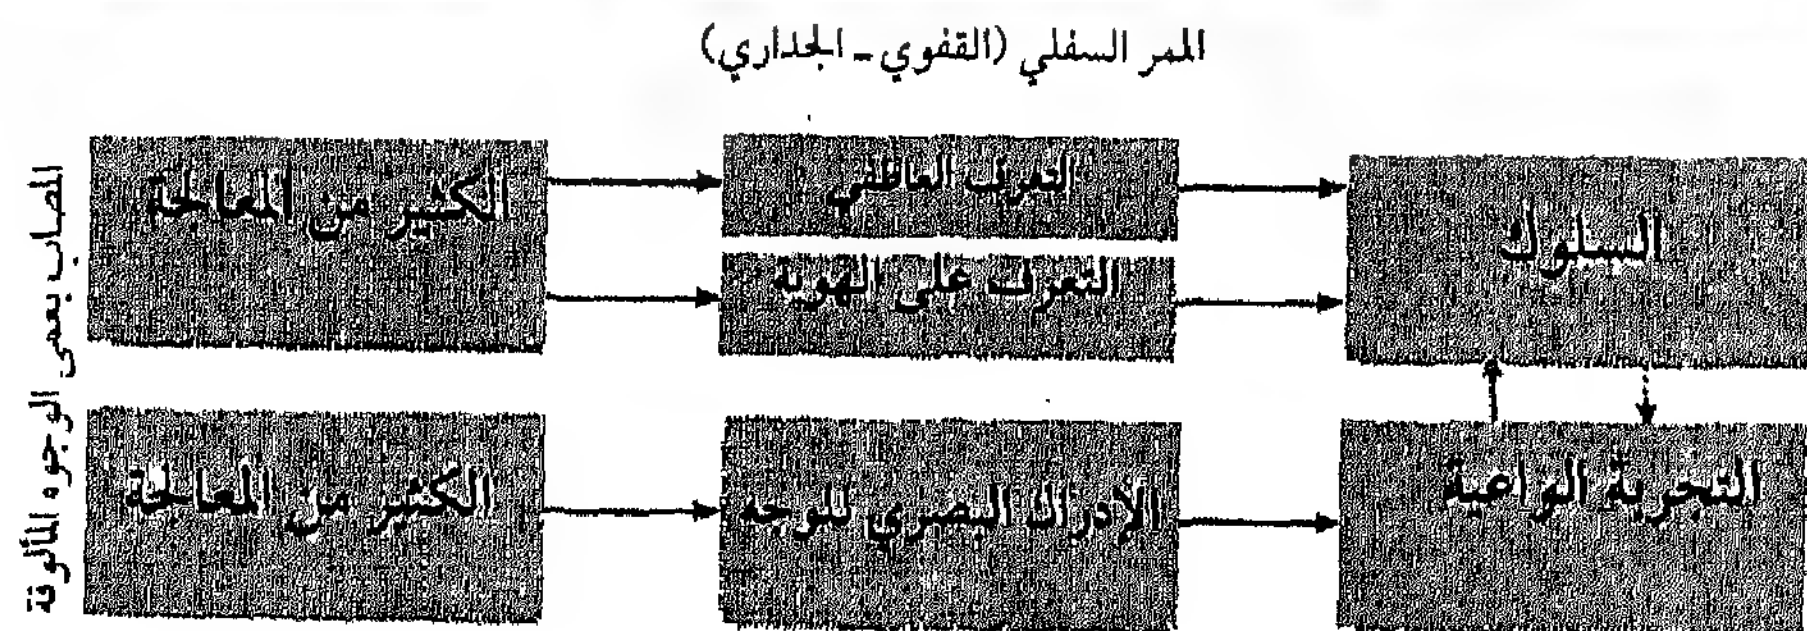 الممر السفلي (القفوي - الجداري)
المصاب بعمى الوجوه المألوفة
الكثير من المعالجة
التعرف العاطفي
التعرف على الهوية
السلوك
الكثير من المعالجة
الإدراك البصري للوجه
التجربة الواعية